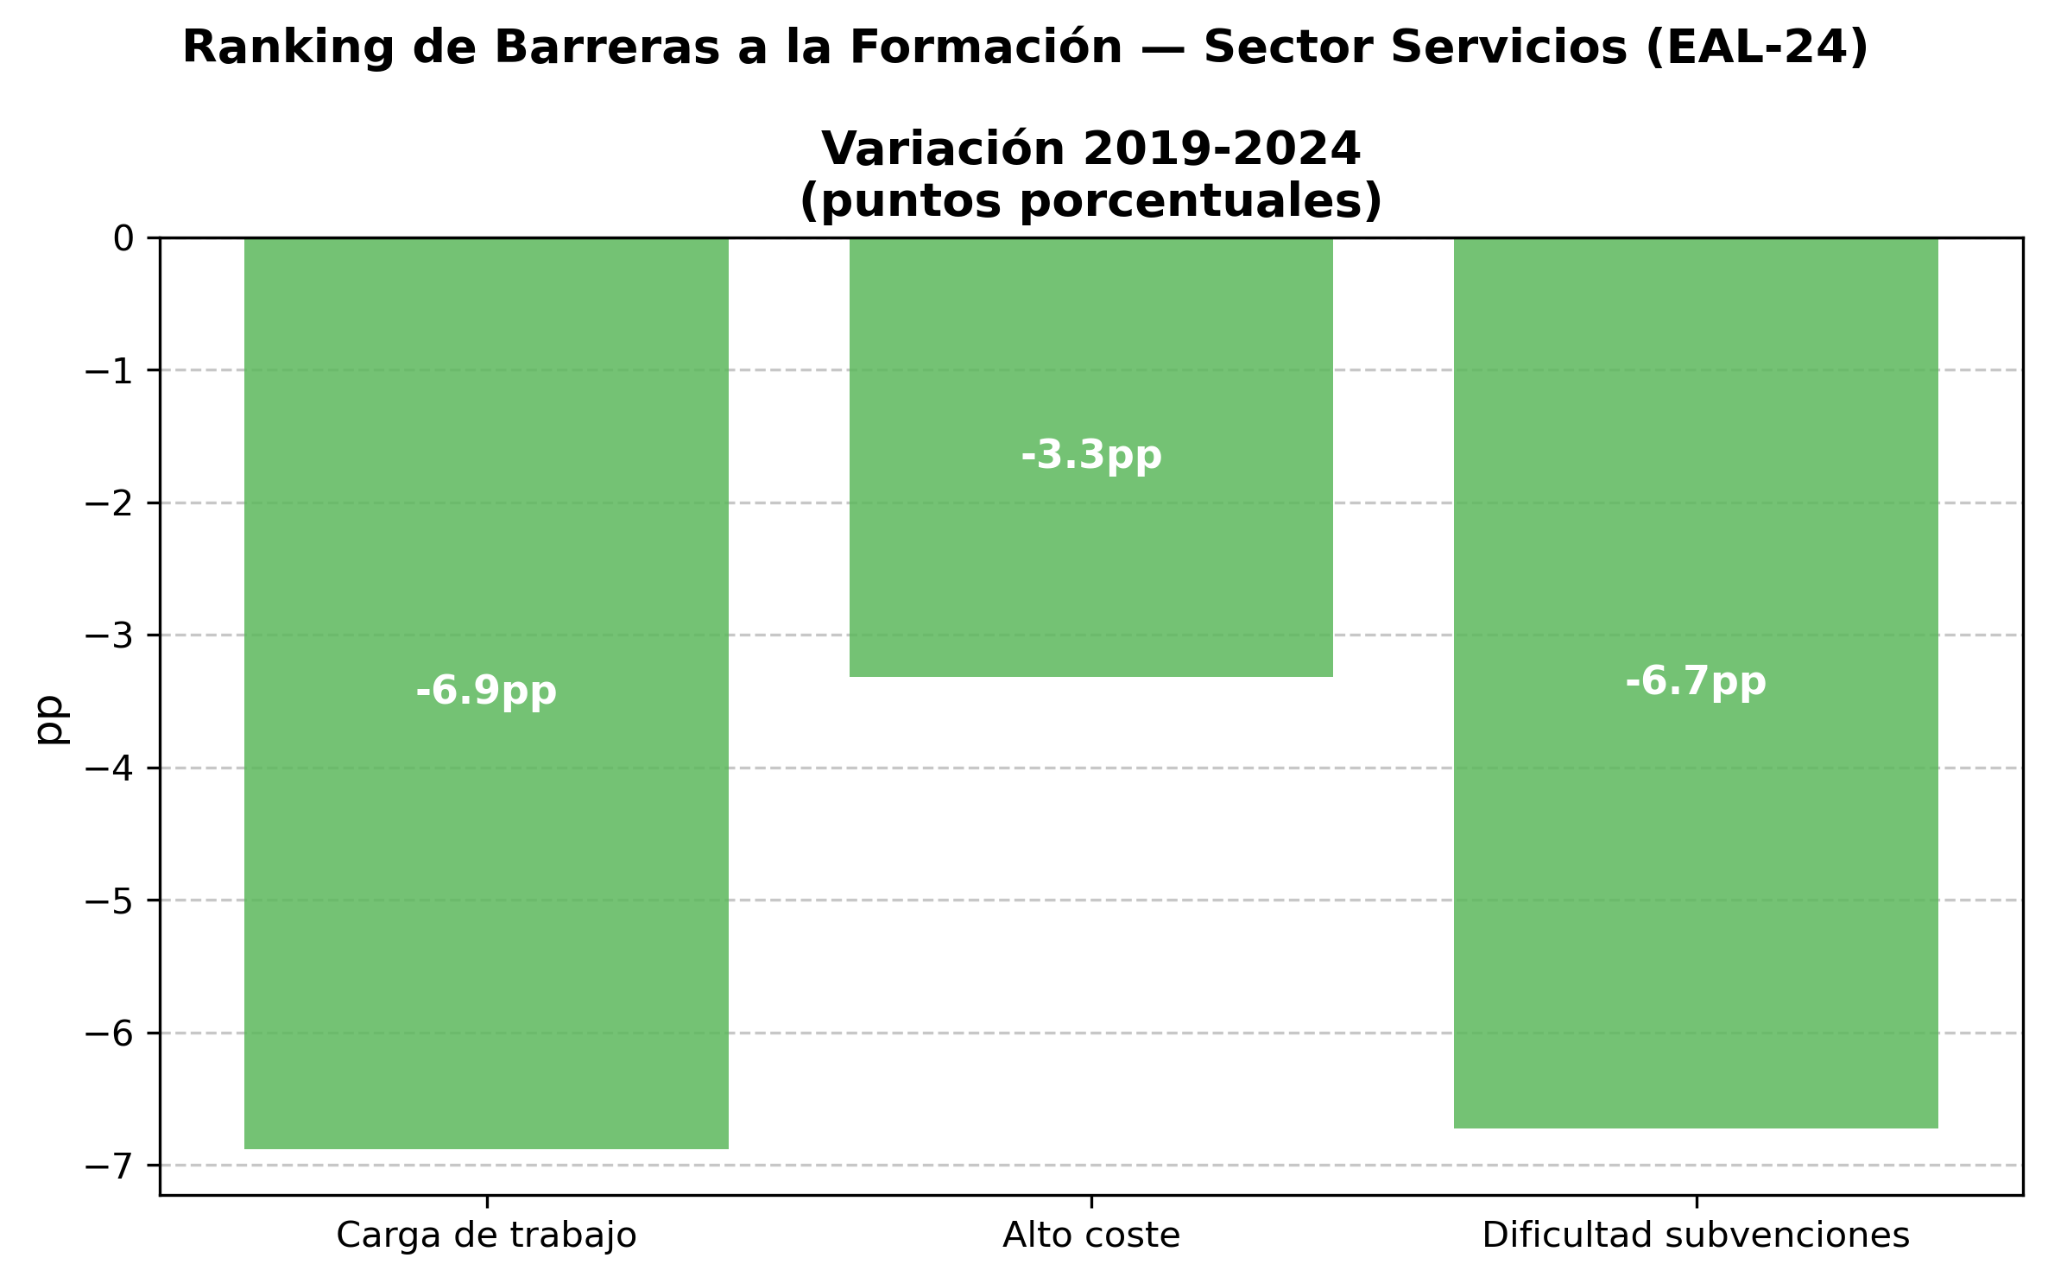 Ranking de Barreras a la Formación — Sector Servicios (EAL-24)
Variación 2019-2024
(puntos porcentuales)
0
−1
−2
−3
−4
−5
−6
−7
pp
-6.9pp
-3.3pp
-6.7pp
Carga de trabajo
Alto coste
Dificultad subvenciones